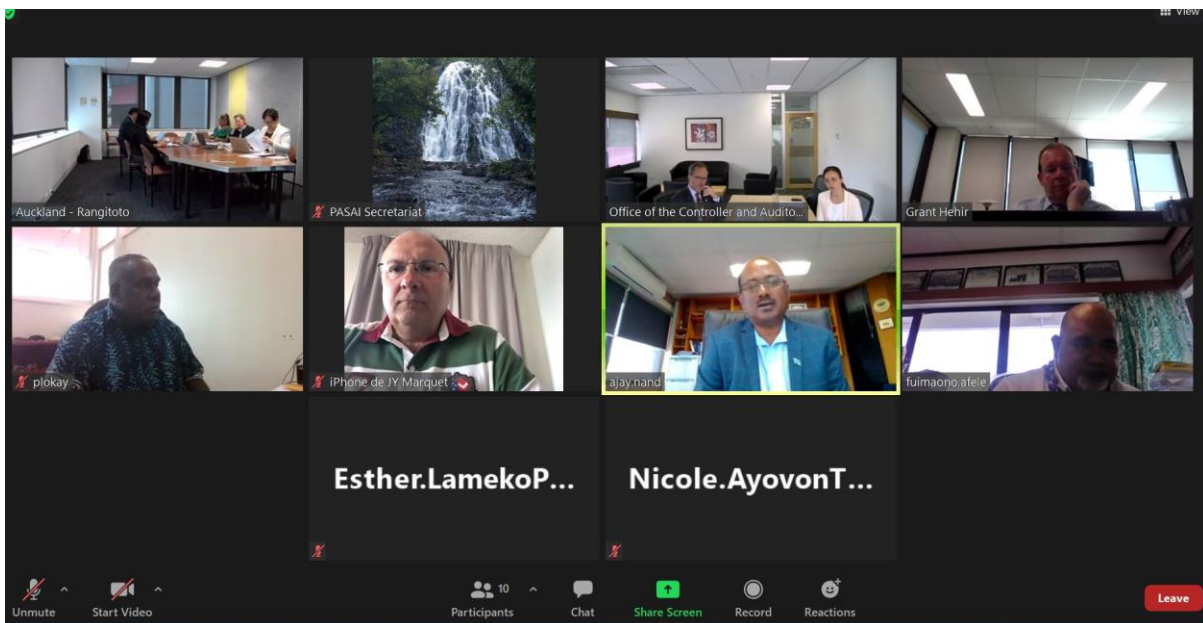 View
Auckland - Rangitoto
PASAI Secretariat
Office of the Controller and Audito...
Grant Hehir
plokay
iPhone de JY Marquet
ajay.nand
fuimaono.afele
Esther.LamekoP...
Nicole.AyovonT...
Unmute
Start Video
Participants
10
Chat
Share Screen
Record
Reactions
Leave